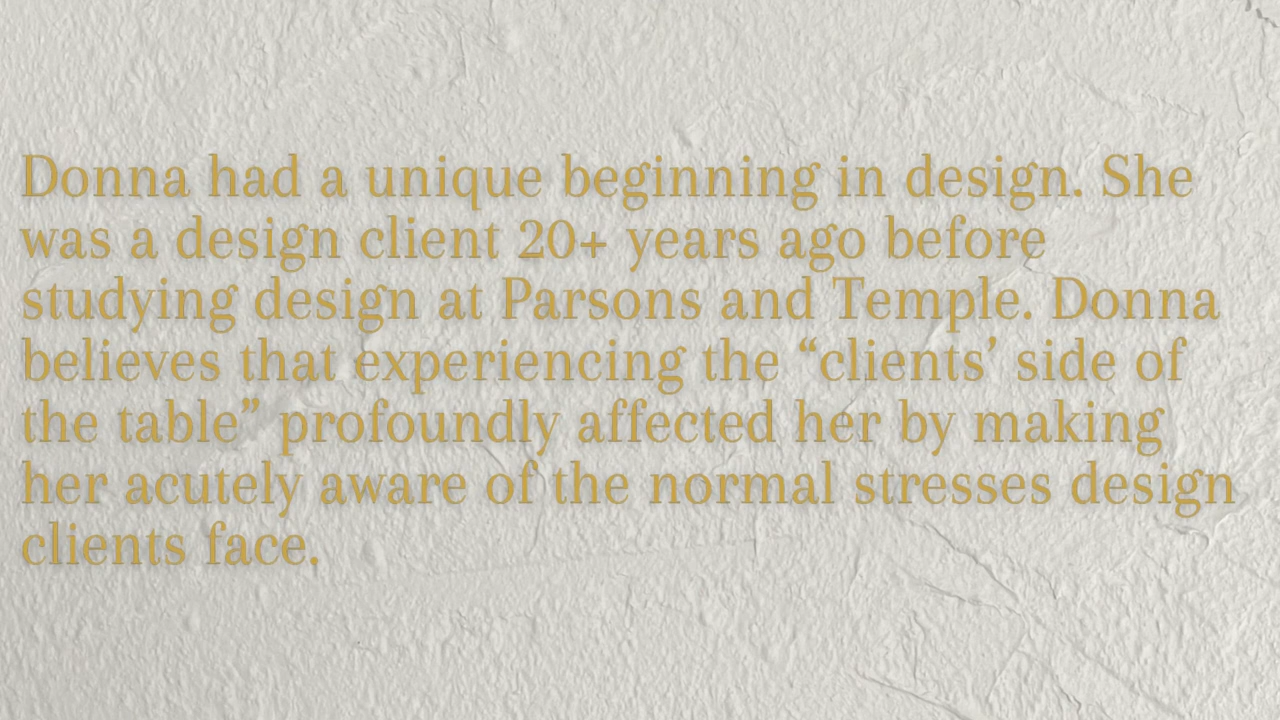 Donna had a unique beginning in design. She
was a design client 20+ years ago before
studying design at Parsons and Temple. Donna
believes that experiencing the “clients’ side of
the table” profoundly affected her by making
her acutely aware of the normal stresses design
clients face.